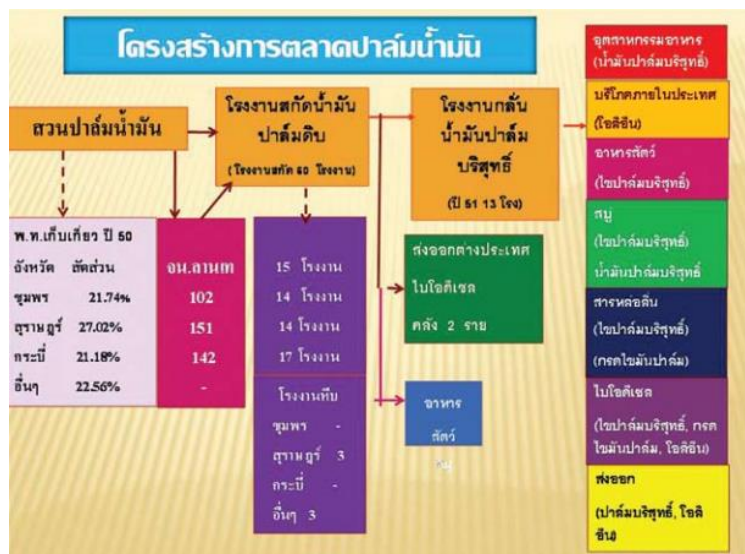 โครงสร้างการตลาดปาล์มน้ำมัน
สวนปาล์มน้ำมัน
โรงงานสกัดน้ำมัน
ปาล์มดิบ
(โรงงานสกัด 60 โรงงาน)
โรงงานกลั่น
น้ำมันปาล์ม
บริสุทธิ์
(ปี 51 13 โรง)
พ.ท.เก็บเกี่ยว ปี 50
จังหวัด สัดส่วน
ชุมพร 21.74%
สุราษฎร์ 27.02%
กระบี่ 21.18%
อื่นๆ 22.56%
จน.ลานเท
102
151
142
-
15 โรงงาน
14 โรงงาน
14 โรงงาน
17 โรงงาน
โรงงานหีบ
ชุมพร -
สุราษฎร์ 3
กระบี่ -
อื่นๆ 3
ส่งออกต่างประเทศ
ไบโอดีเซล
คลัง 2 ราย
อาหาร
สัตว์
สบู่
อุตสาหกรรมอาหาร
(น้ำมันปาล์มบริสุทธิ์)
บริโภคภายในประเทศ
(โอลิอีน)
อาหารสัตว์
(ไขปาล์มบริสุทธิ์)
สบู่
(ไขปาล์มบริสุทธิ์)
น้ำมันปาล์มบริสุทธิ์
สารหล่อลื่น
(ไขปาล์มบริสุทธิ์)
(กรดไขมันปาล์ม)
ไบโอดีเซล
(ไขปาล์มบริสุทธิ์, กรด
ไขมันปาล์ม, โอลิอีน)
ส่งออก
(ปาล์มบริสุทธิ์, โอลิ
อีน)